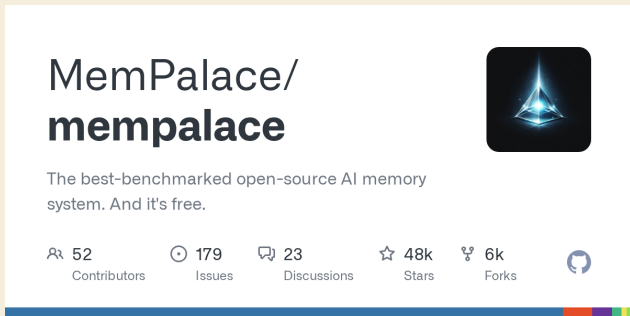 MemPalace/
mempalace
The best-benchmarked open-source AI memory
system. And it's free.
52 179 23 48k 6k
Contributors Issues Discussions Stars Forks